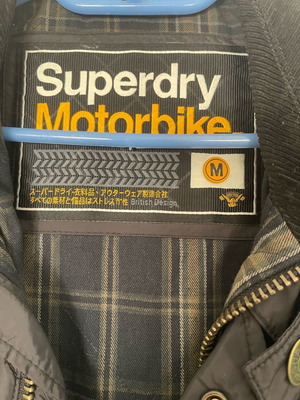 Superdry
Motorbike
M
スーパードライ・衣料品・アウターウェア製造会社
すべての素材と備品はストレス耐性 British Design